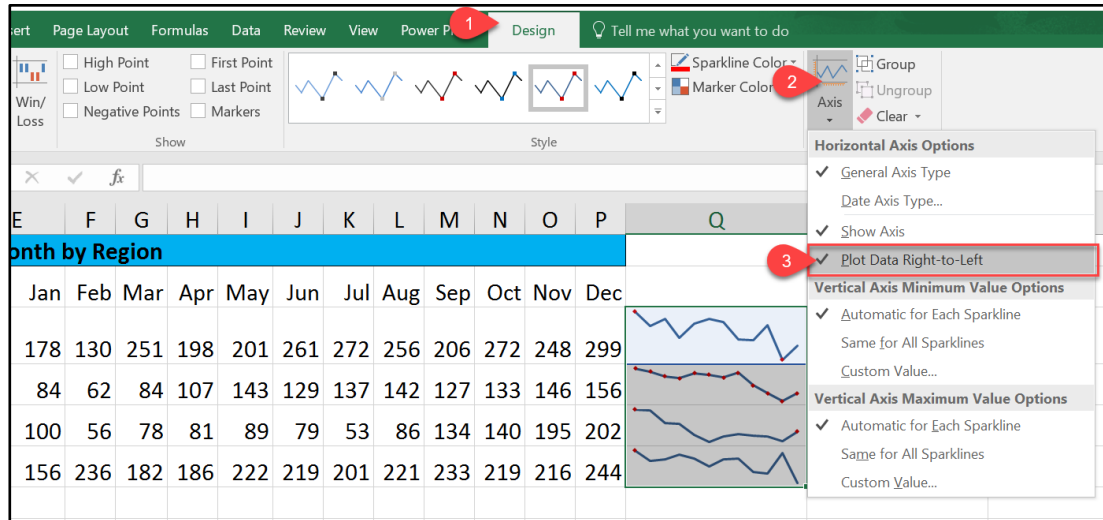 sert Page Layout Formulas Data Review View Power P 1 Design Tell me what you want to do
High Point First Point Sparkline Color Group
Low Point Last Point 2 Ungroup
Win/ Negative Points Markers Marker Color Axis Clear
Loss
Show Style
Horizontal Axis Options
fx General Axis Type
Date Axis Type...
E F G H I J K L M N O P Q Show Axis
onth by Region 3 Plot Data Right-to-Left
Jan Feb Mar Apr May Jun Jul Aug Sep Oct Nov Dec Vertical Axis Minimum Value Options
Automatic for Each Sparkline
178 130 251 198 201 261 272 256 206 272 248 299 Same for All Sparklines
Custom Value...
84 62 84 107 143 129 137 142 127 133 146 156 Vertical Axis Maximum Value Options
100 56 78 81 89 79 53 86 134 140 195 202 Automatic for Each Sparkline
Same for All Sparklines
156 236 182 186 222 219 201 221 233 219 216 244 Custom Value...